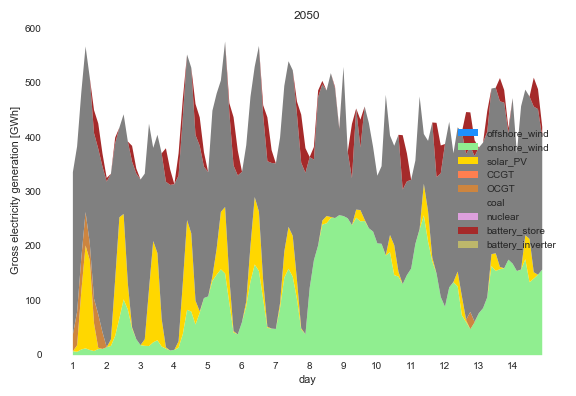 2050
Gross electricity generation [GWh]
600
500
400
300
200
100
0
offshore_wind
onshore_wind
solar_PV
CCGT
OCGT
coal
nuclear
battery_store
battery_inverter
1 2 3 4 5 6 7 8 9 10 11 12 13 14
day